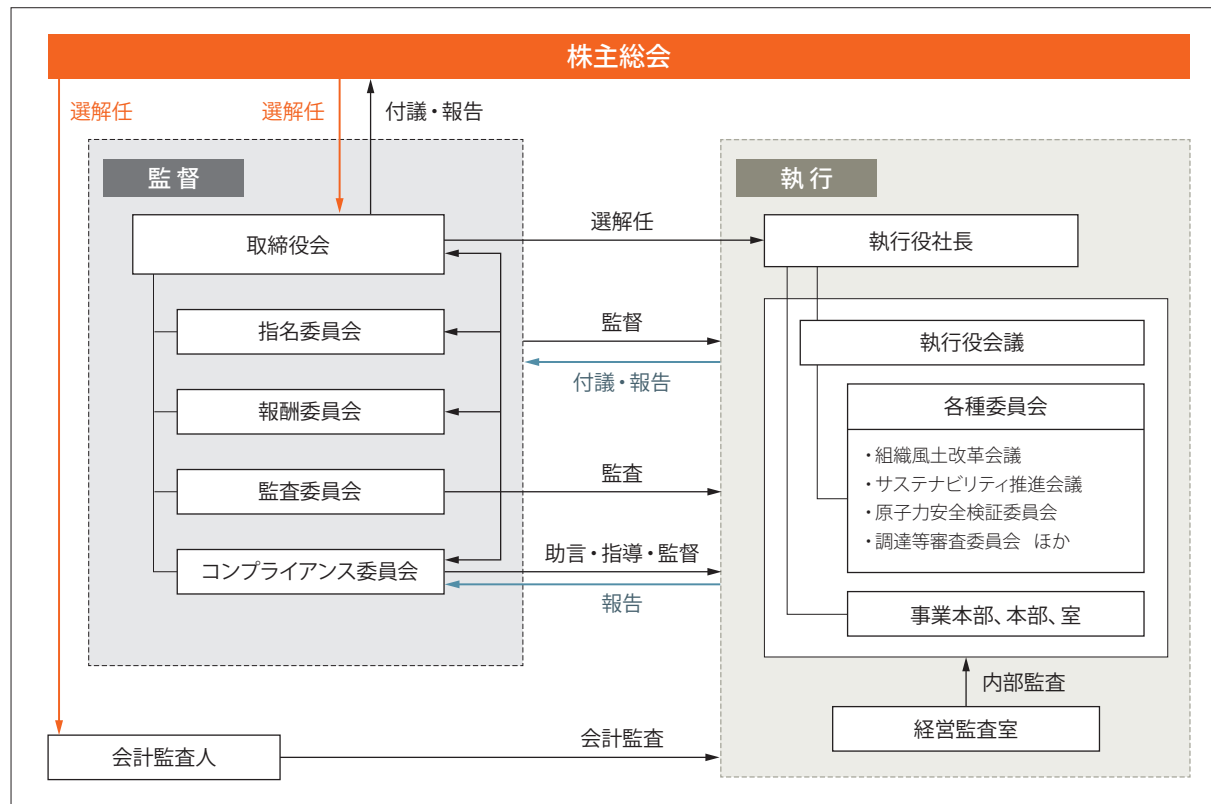 株主総会
選解任
選解任
付議・報告
監督
取締役会
指名委員会
報酬委員会
監査委員会
コンプライアンス委員会
選解任
監督
付議・報告
監査
助言・指導・監督
報告
執行
執行役社長
執行役会議
各種委員会
・組織風土改革会議
・サステナビリティ推進会議
・原子力安全検証委員会
・調達等審査委員会　ほか
事業本部、本部、室
内部監査
経営監査室
会計監査人
会計監査